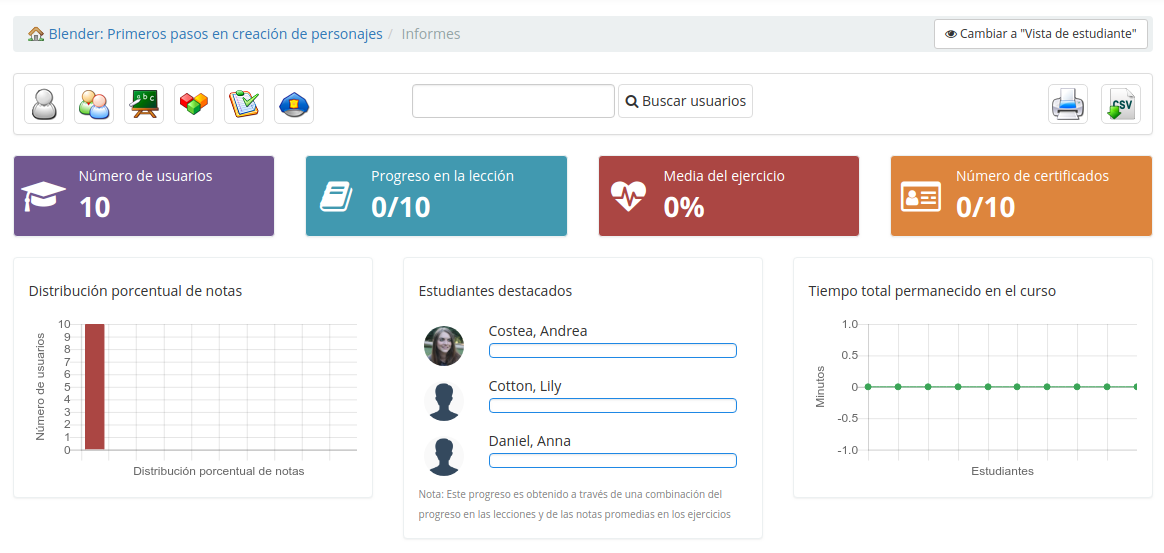 Blender: Primeros pasos en creación de personajes / Informes
Cambiar a "Vista de estudiante"
abc
Buscar usuarios
CSV
Número de usuarios
10
Progreso en la lección
0/10
Media del ejercicio
0%
Número de certificados
0/10
Distribución porcentual de notas
Número de usuarios
10
9
8
7
6
5
4
3
2
1
0
Distribución porcentual de notas
Estudiantes destacados
Costea, Andrea
Cotton, Lily
Daniel, Anna
Nota: Este progreso es obtenido a través de una combinación del
progreso en las lecciones y de las notas promedias en los ejercicios
Tiempo total permanecido en el curso
Minutos
1.0
0.5
0
-0.5
-1.0
Estudiantes